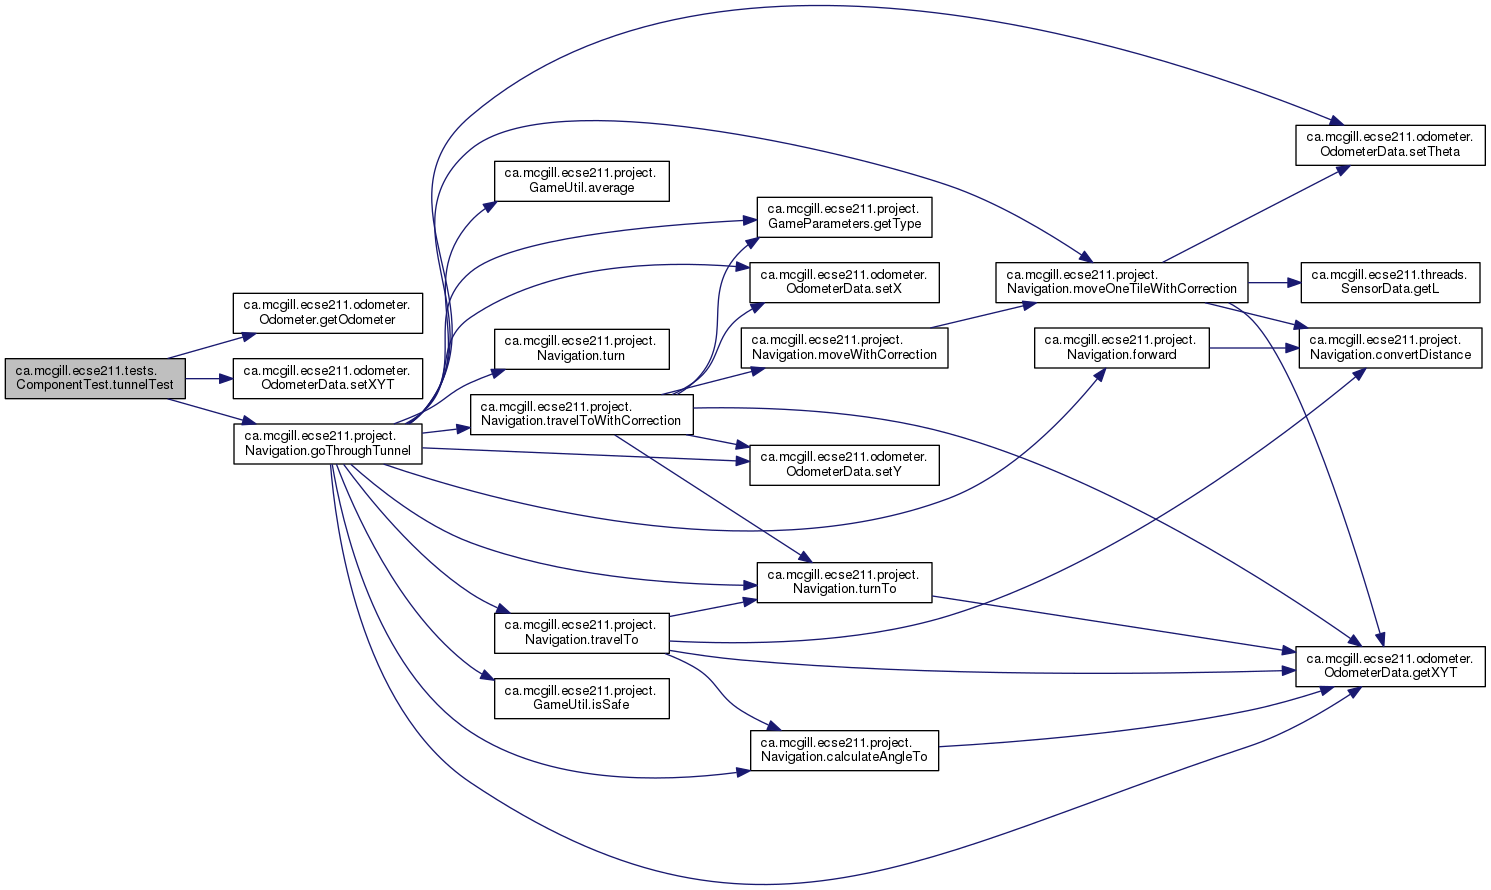 ca.mcgill.ecse211.tests.
ComponentTest.tunnelTest
ca.mcgill.ecse211.odometer.
Odometer.getOdometer
ca.mcgill.ecse211.odometer.
OdometerData.setXYT
ca.mcgill.ecse211.project.
Navigation.goThroughTunnel
ca.mcgill.ecse211.project.
GameUtil.average
ca.mcgill.ecse211.project.
Navigation.turn
ca.mcgill.ecse211.project.
Navigation.travelToWithCorrection
ca.mcgill.ecse211.project.
Navigation.travelTo
ca.mcgill.ecse211.project.
GameUtil.isSafe
ca.mcgill.ecse211.project.
GameParameters.getType
ca.mcgill.ecse211.odometer.
OdometerData.setX
ca.mcgill.ecse211.project.
Navigation.moveWithCorrection
ca.mcgill.ecse211.odometer.
OdometerData.setY
ca.mcgill.ecse211.project.
Navigation.turnTo
ca.mcgill.ecse211.project.
Navigation.calculateAngleTo
ca.mcgill.ecse211.project.
Navigation.moveOneTileWithCorrection
ca.mcgill.ecse211.project.
Navigation.forward
ca.mcgill.ecse211.odometer.
OdometerData.setTheta
ca.mcgill.ecse211.threads.
SensorData.getL
ca.mcgill.ecse211.project.
Navigation.convertDistance
ca.mcgill.ecse211.odometer.
OdometerData.getXYT